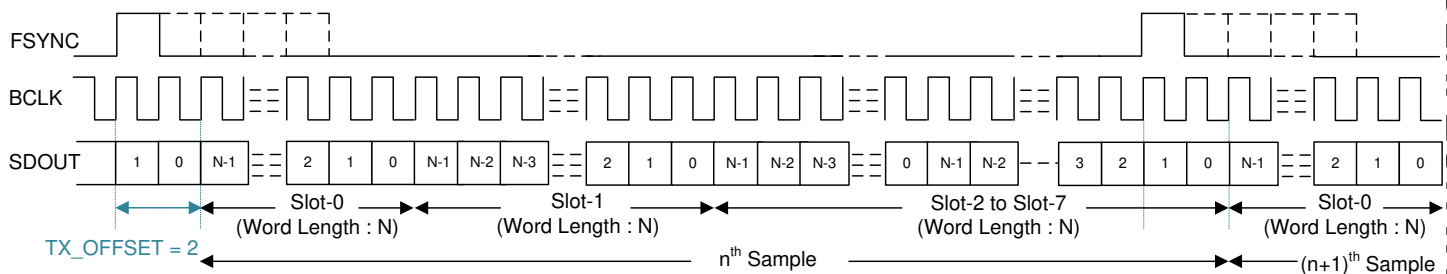 FSYNC
BCLK
SDOUT 1 0 N-1 2 1 0 N-1 N-2 N-3 2 1 0 N-1 N-2 N-3 0 N-1 N-2 3 2 1 0 N-1 2 1 0
Slot-0 Slot-1 Slot-2 to Slot-7 Slot-0
(Word Length : N) (Word Length : N) (Word Length : N) (Word Length : N)
TX_OFFSET = 2 nth Sample (n+1)th Sample